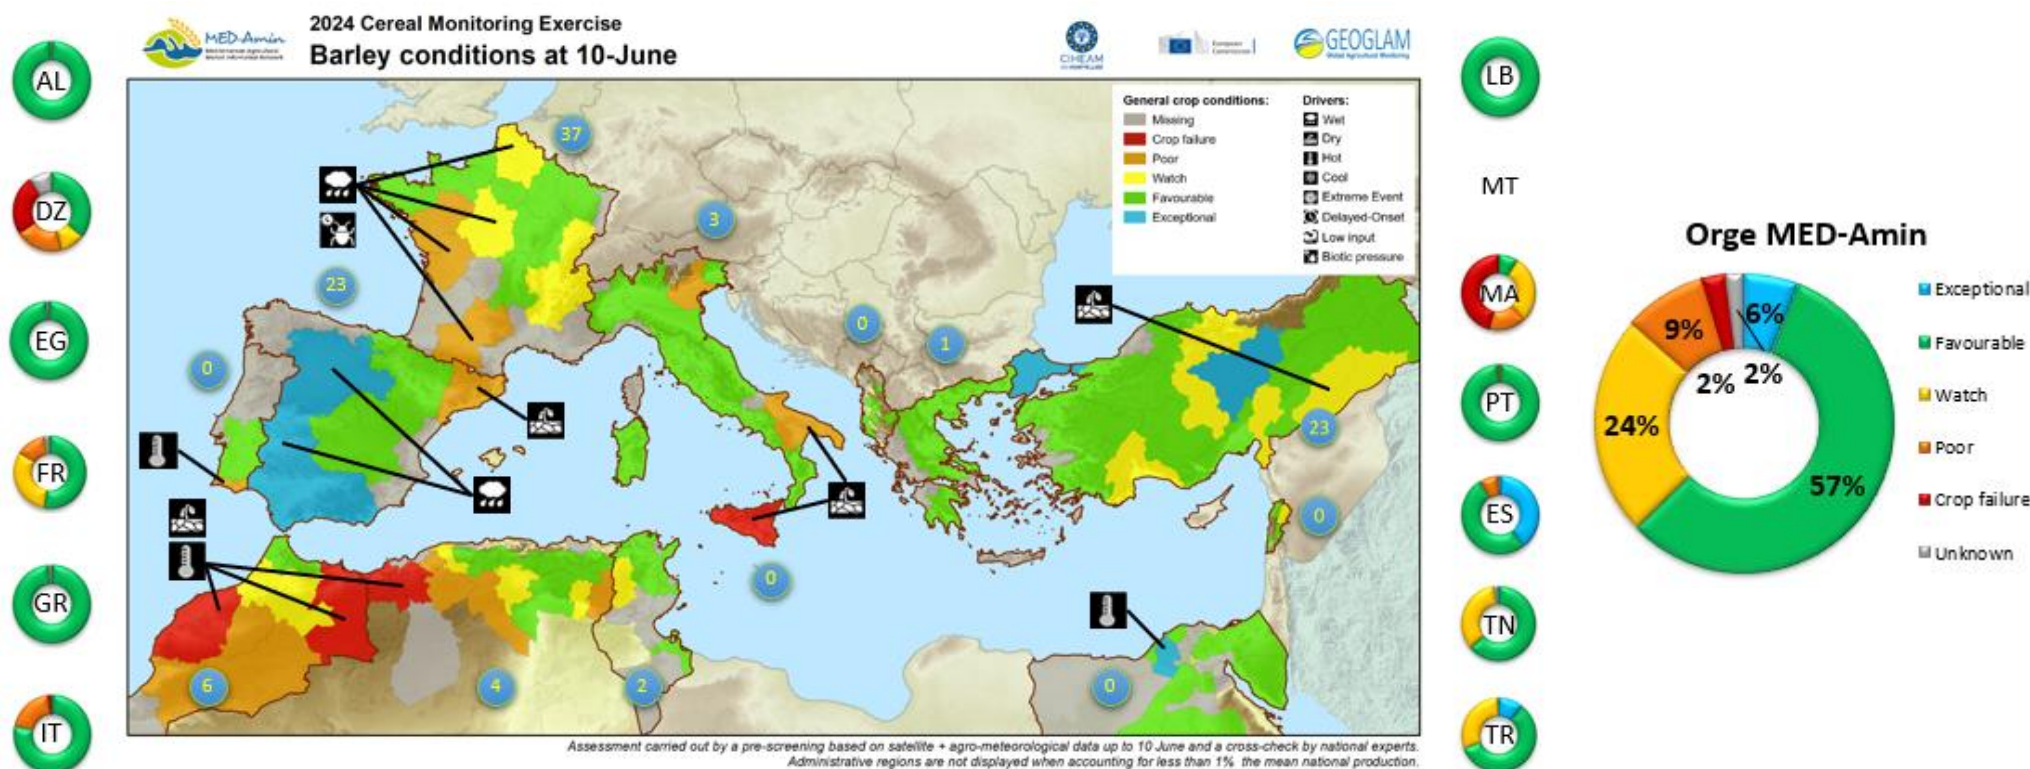 2024 Cereal Monitoring Exercise
Barley conditions at 10-June
MED-Amin
CIHEAM
European
Commission
GEOGLAM
Global Agricultural Monitoring
AL
DZ
EG
FR
GR
IT
General crop conditions:
Missing
Crop failure
Poor
Watch
Favourable
Exceptional
Drivers:
Wet
Dry
Hot
Cool
Extreme Event
Delayed-Onset
Low input
Biotic pressure
37
3
23
0
0
1
23
0
0
6
4
2
0
Assessment carried out by a pre-screening based on satellite + agro-meteorological data up to 10 June and a cross-check by national experts.
Administrative regions are not displayed when accounting for less than 1% the mean national production.
LB
MT
MA
PT
ES
TN
TR
Orge MED-Amin
6%
9%
2%
2%
24%
57%
Exceptional
Favourable
Watch
Poor
Crop failure
Unknown